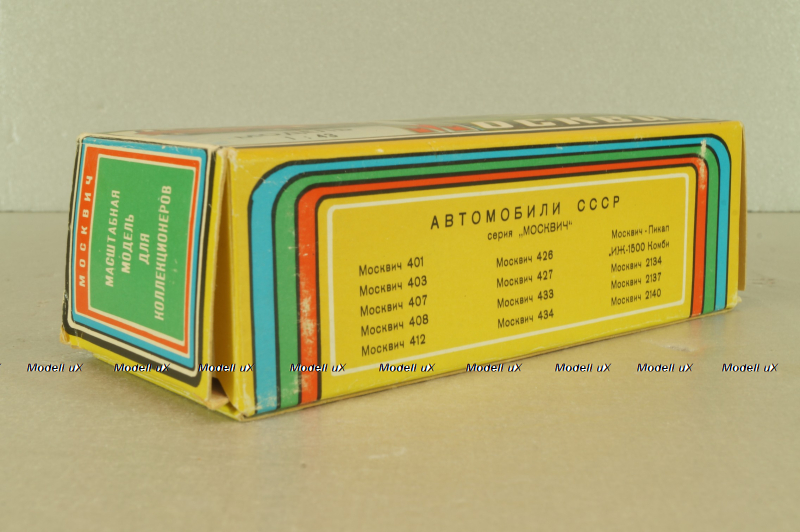 1 : 43
МОСКВИЧ
МАСШТАБНАЯ
МОДЕЛЬ
ДЛЯ
КОЛЛЕКЦИОНЕРОВ
АВТОМОБИЛИ СССР
серия „МОСКВИЧ“
Москвич 401
Москвич 403
Москвич 407
Москвич 408
Москвич 412
Москвич 426
Москвич 427
Москвич 433
Москвич 434
Москвич - Пикап
„ИЖ-1500 Комби
Москвич 2134
Москвич 2137
Москвич 2140
Modell uX Modell uX Modell uX Modell uX Modell uX Modell uX Modell uX Modell uX Modell uX